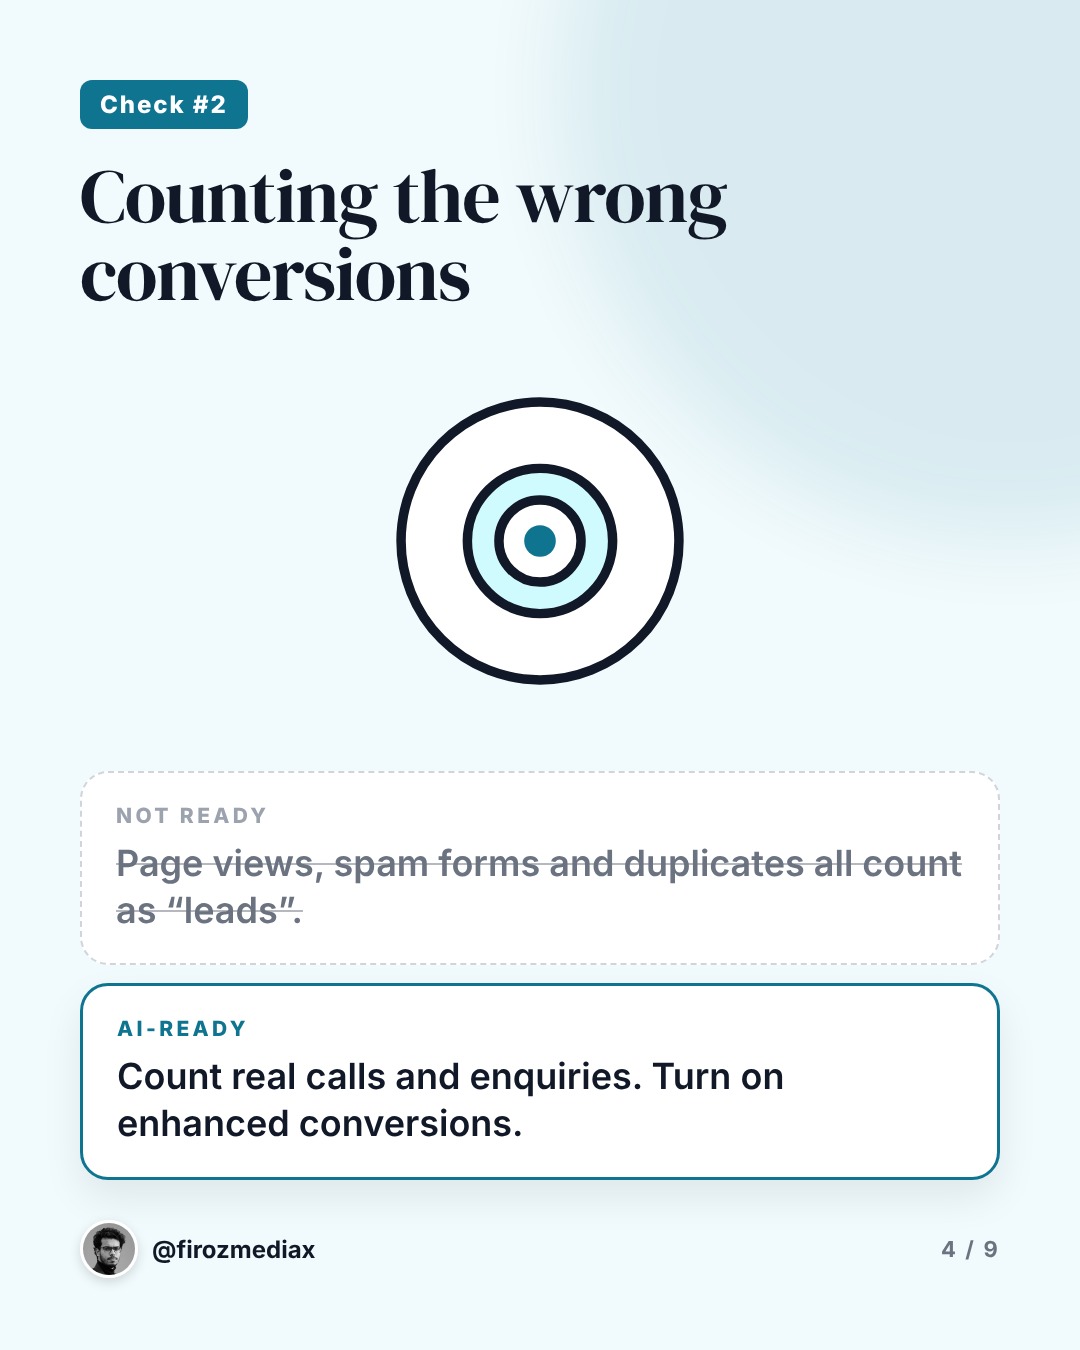 Check #2
Counting the wrong
conversions
NOT READY
Page views, spam forms and duplicates all count
as “leads”.
AI-READY
Count real calls and enquiries. Turn on
enhanced conversions.
@firozmediax
4 / 9